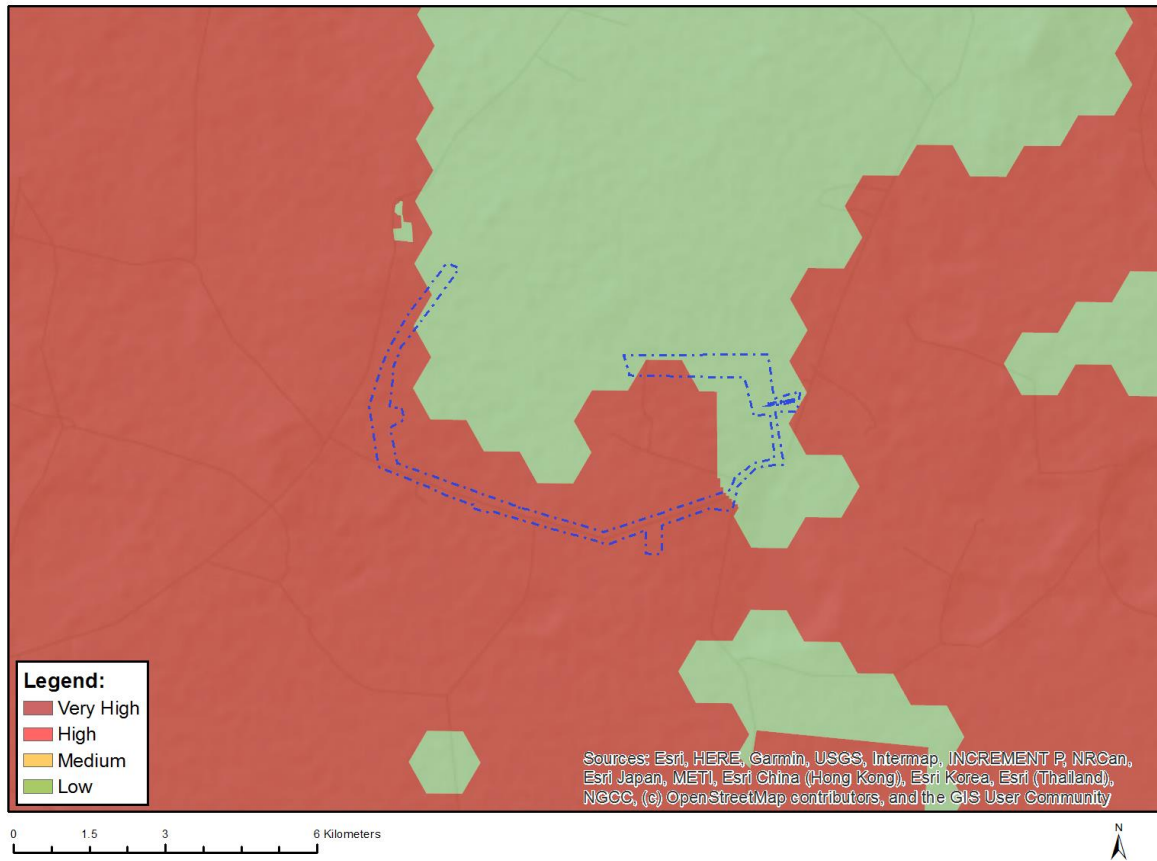 Legend:
Very High
High
Medium
Low
Sources: Esri, HERE, Garmin, USGS, Intermap, INCREMENT P, NRCan,
Esri Japan, METI, Esri China (Hong Kong), Esri Korea, Esri (Thailand),
NGCC, (c) OpenStreetMap contributors, and the GIS User Community
0 1.5 3 6 Kilometers
N